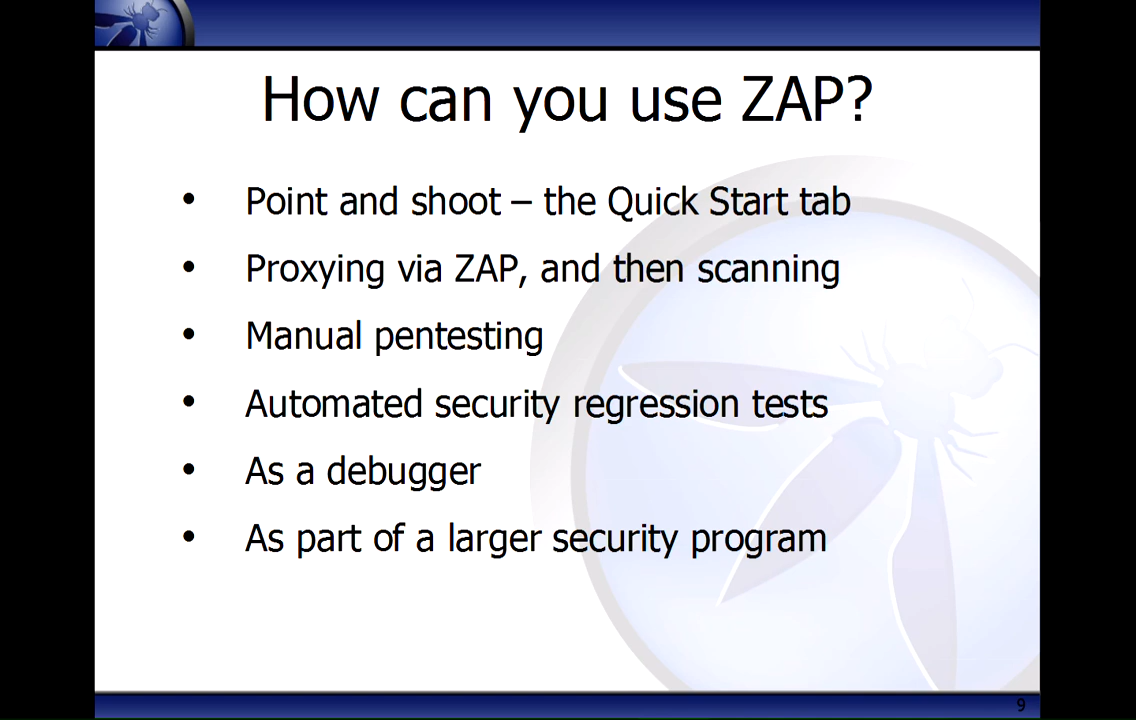 How can you use ZAP?
• Point and shoot – the Quick Start tab
• Proxying via ZAP, and then scanning
• Manual pentesting
• Automated security regression tests
• As a debugger
• As part of a larger security program
9